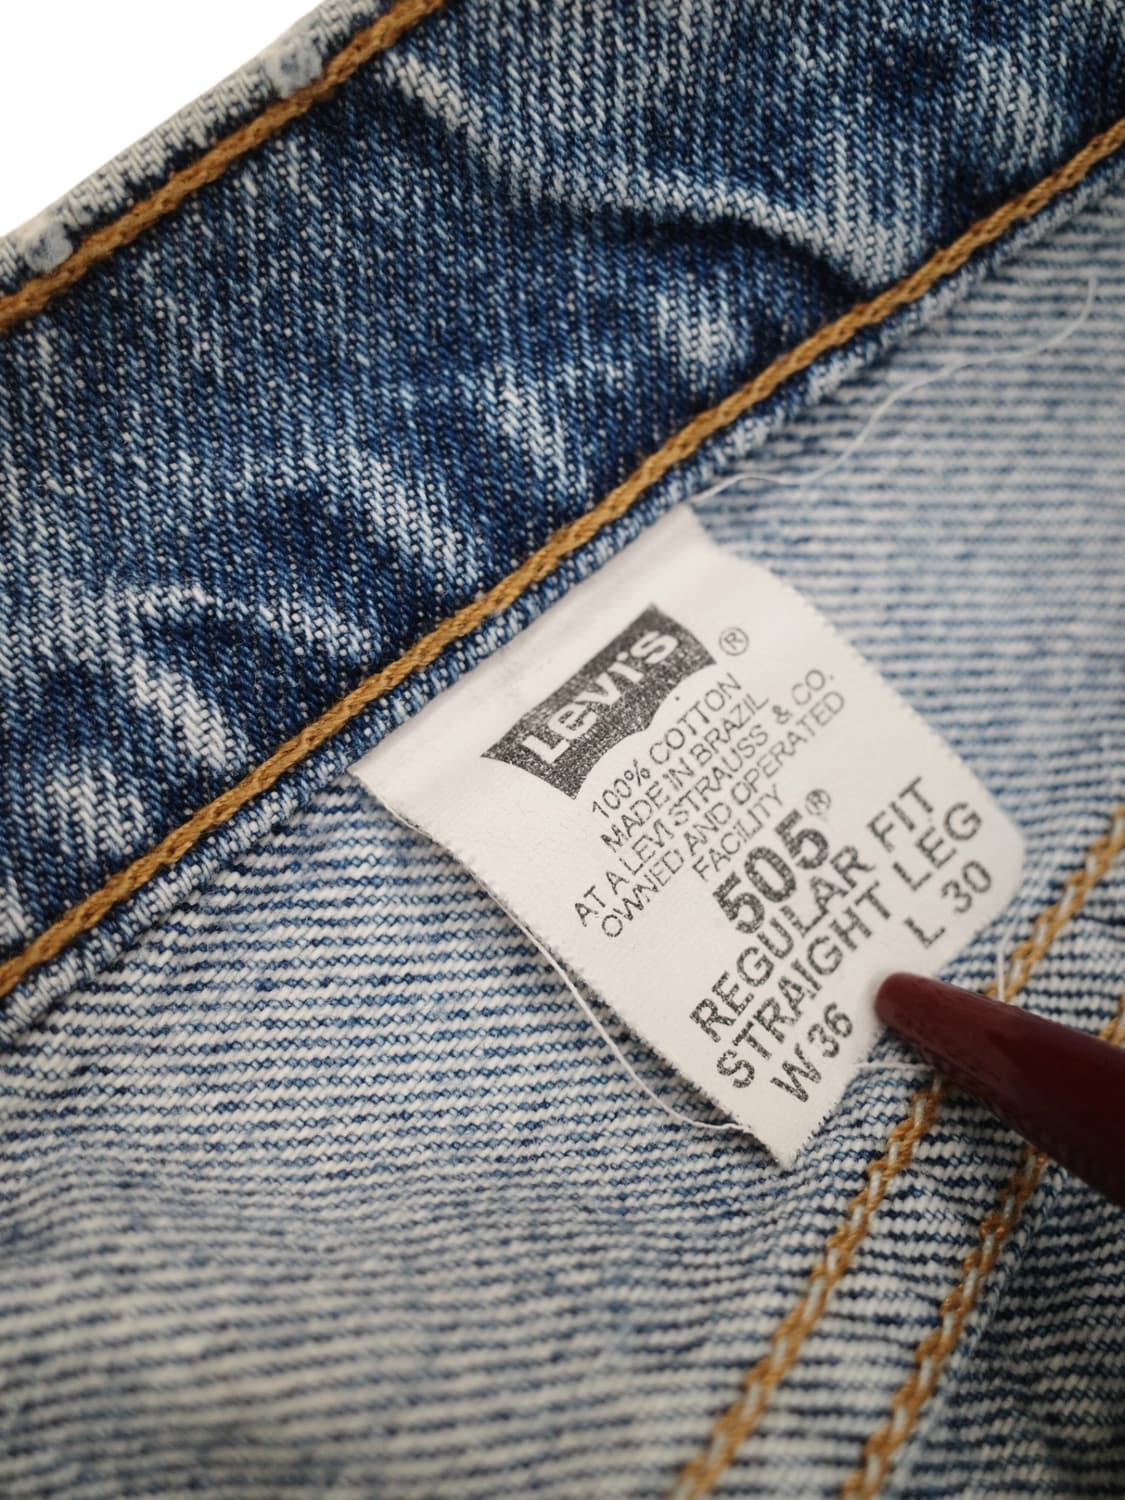 Levi's ®
100% COTTON
MADE IN BRAZIL
AT A LEVI STRAUSS & CO.
OWNED AND OPERATED
FACILITY
505®
REGULAR FIT
STRAIGHT LEG
W 36 L 30